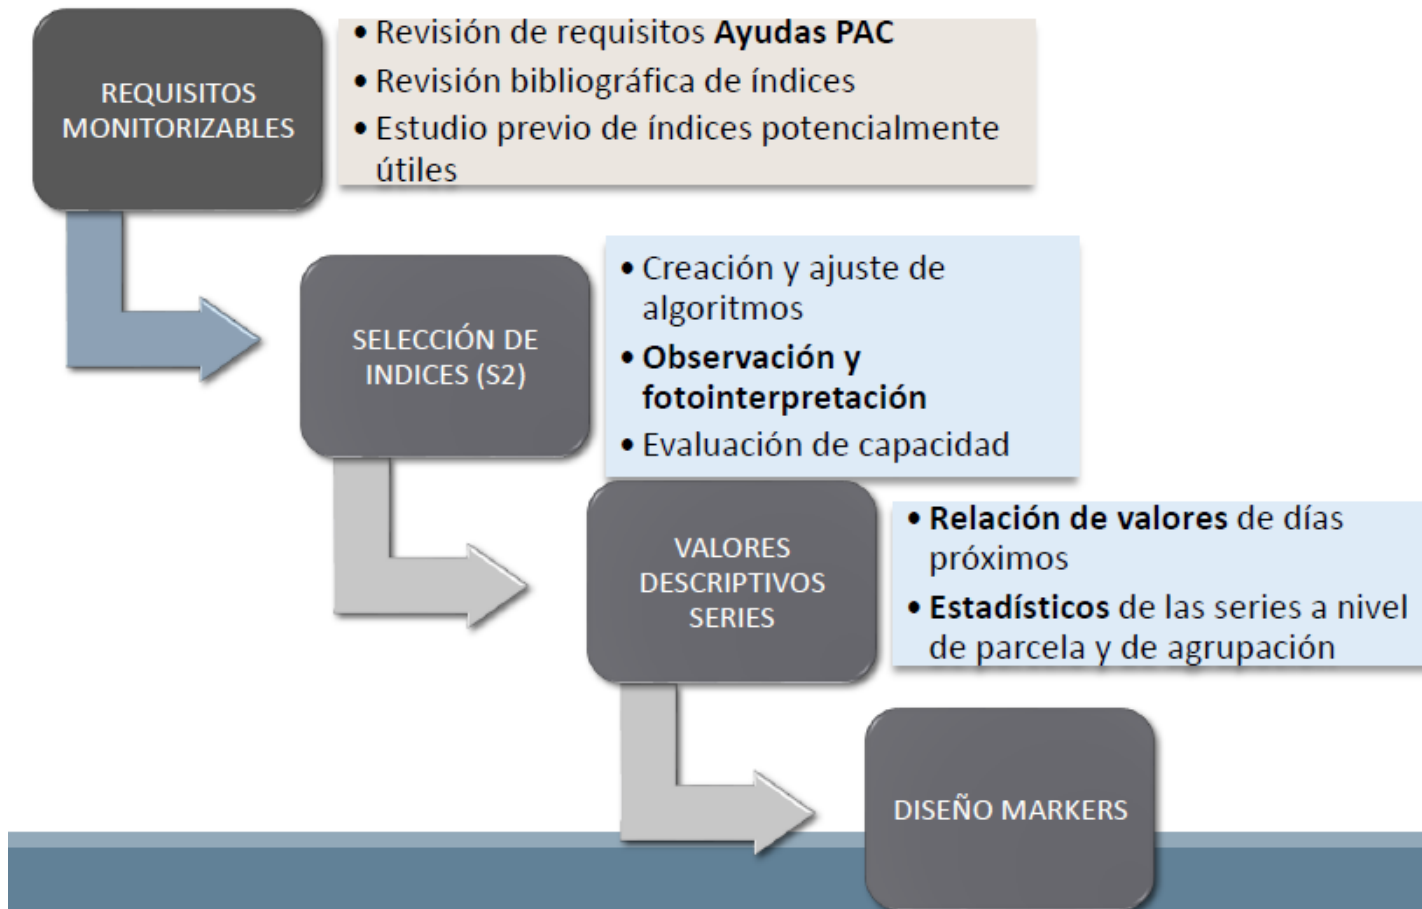 REQUISITOS
MONITORIZABLES
• Revisión de requisitos Ayudas PAC
• Revisión bibliográfica de índices
• Estudio previo de índices potencialmente
útiles
SELECCIÓN DE
INDICES (S2)
• Creación y ajuste de
algoritmos
• Observación y
fotointerpretación
• Evaluación de capacidad
VALORES
DESCRIPTIVOS
SERIES
• Relación de valores de días
próximos
• Estadísticos de las series a nivel
de parcela y de agrupación
DISEÑO MARKERS